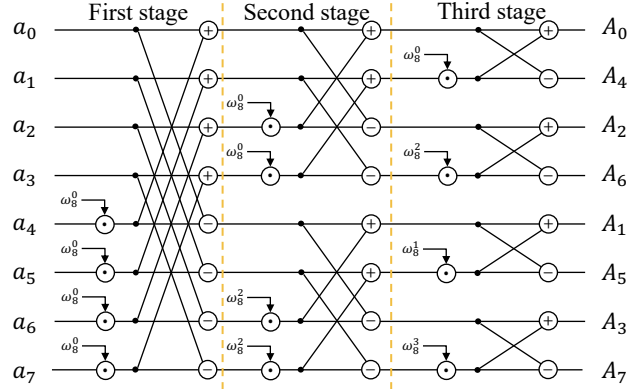 First stage Second stage Third stage
a₀ A₀
ω₈⁰
a₁ A₄
ω₈⁰
a₂ A₂
ω₈⁰ ω₈²
a₃ A₆
ω₈⁰
a₄ A₁
ω₈⁰ ω₈¹
a₅ A₅
ω₈⁰ ω₈²
a₆ A₃
ω₈⁰ ω₈² ω₈³
a₇ A₇